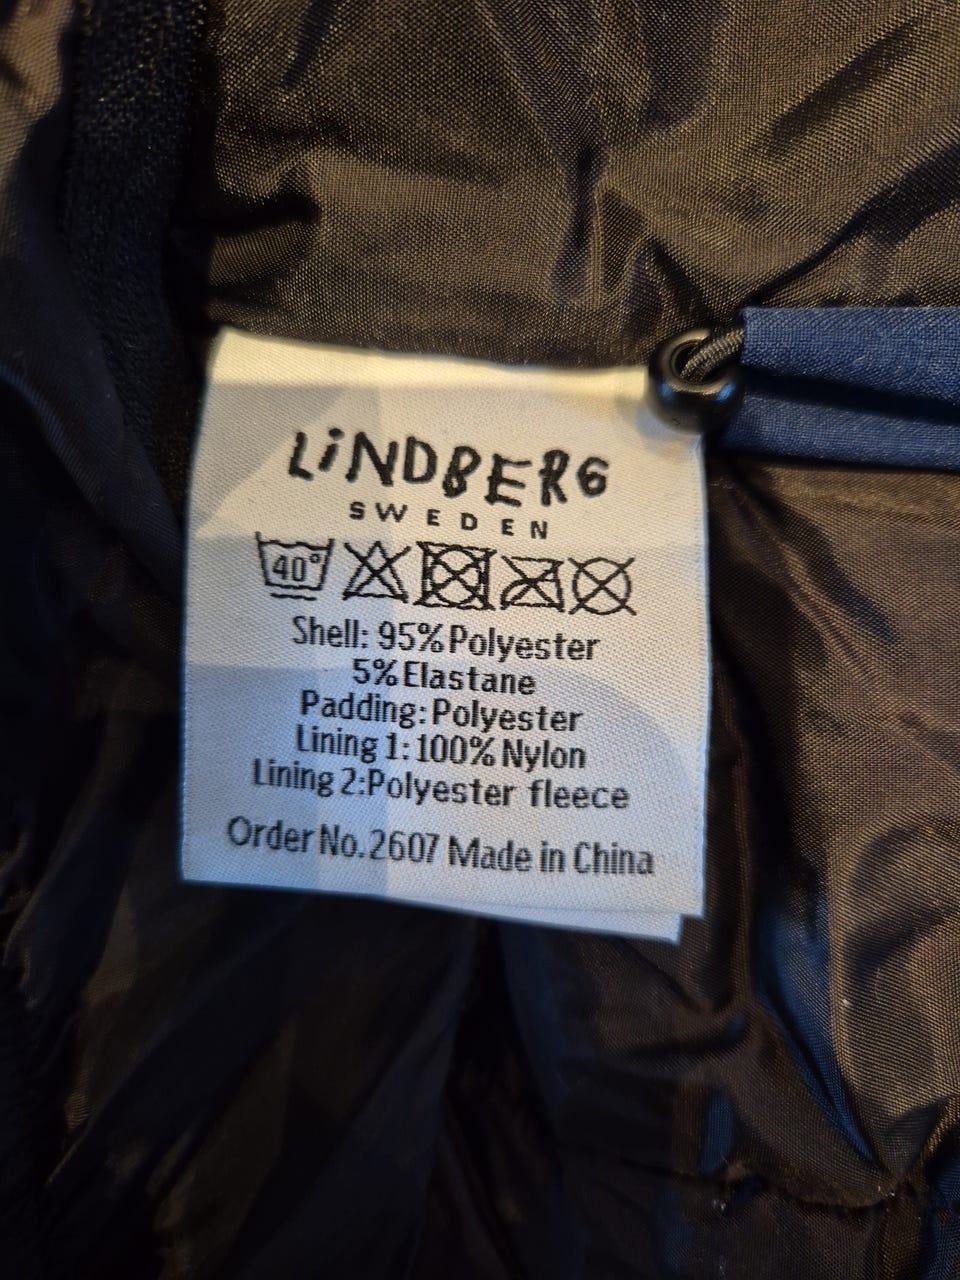 LiNDBERG
SWEDEN
40°
Shell: 95% Polyester
5% Elastane
Padding: Polyester
Lining 1: 100% Nylon
Lining 2:Polyester fleece
Order No.2607 Made in China